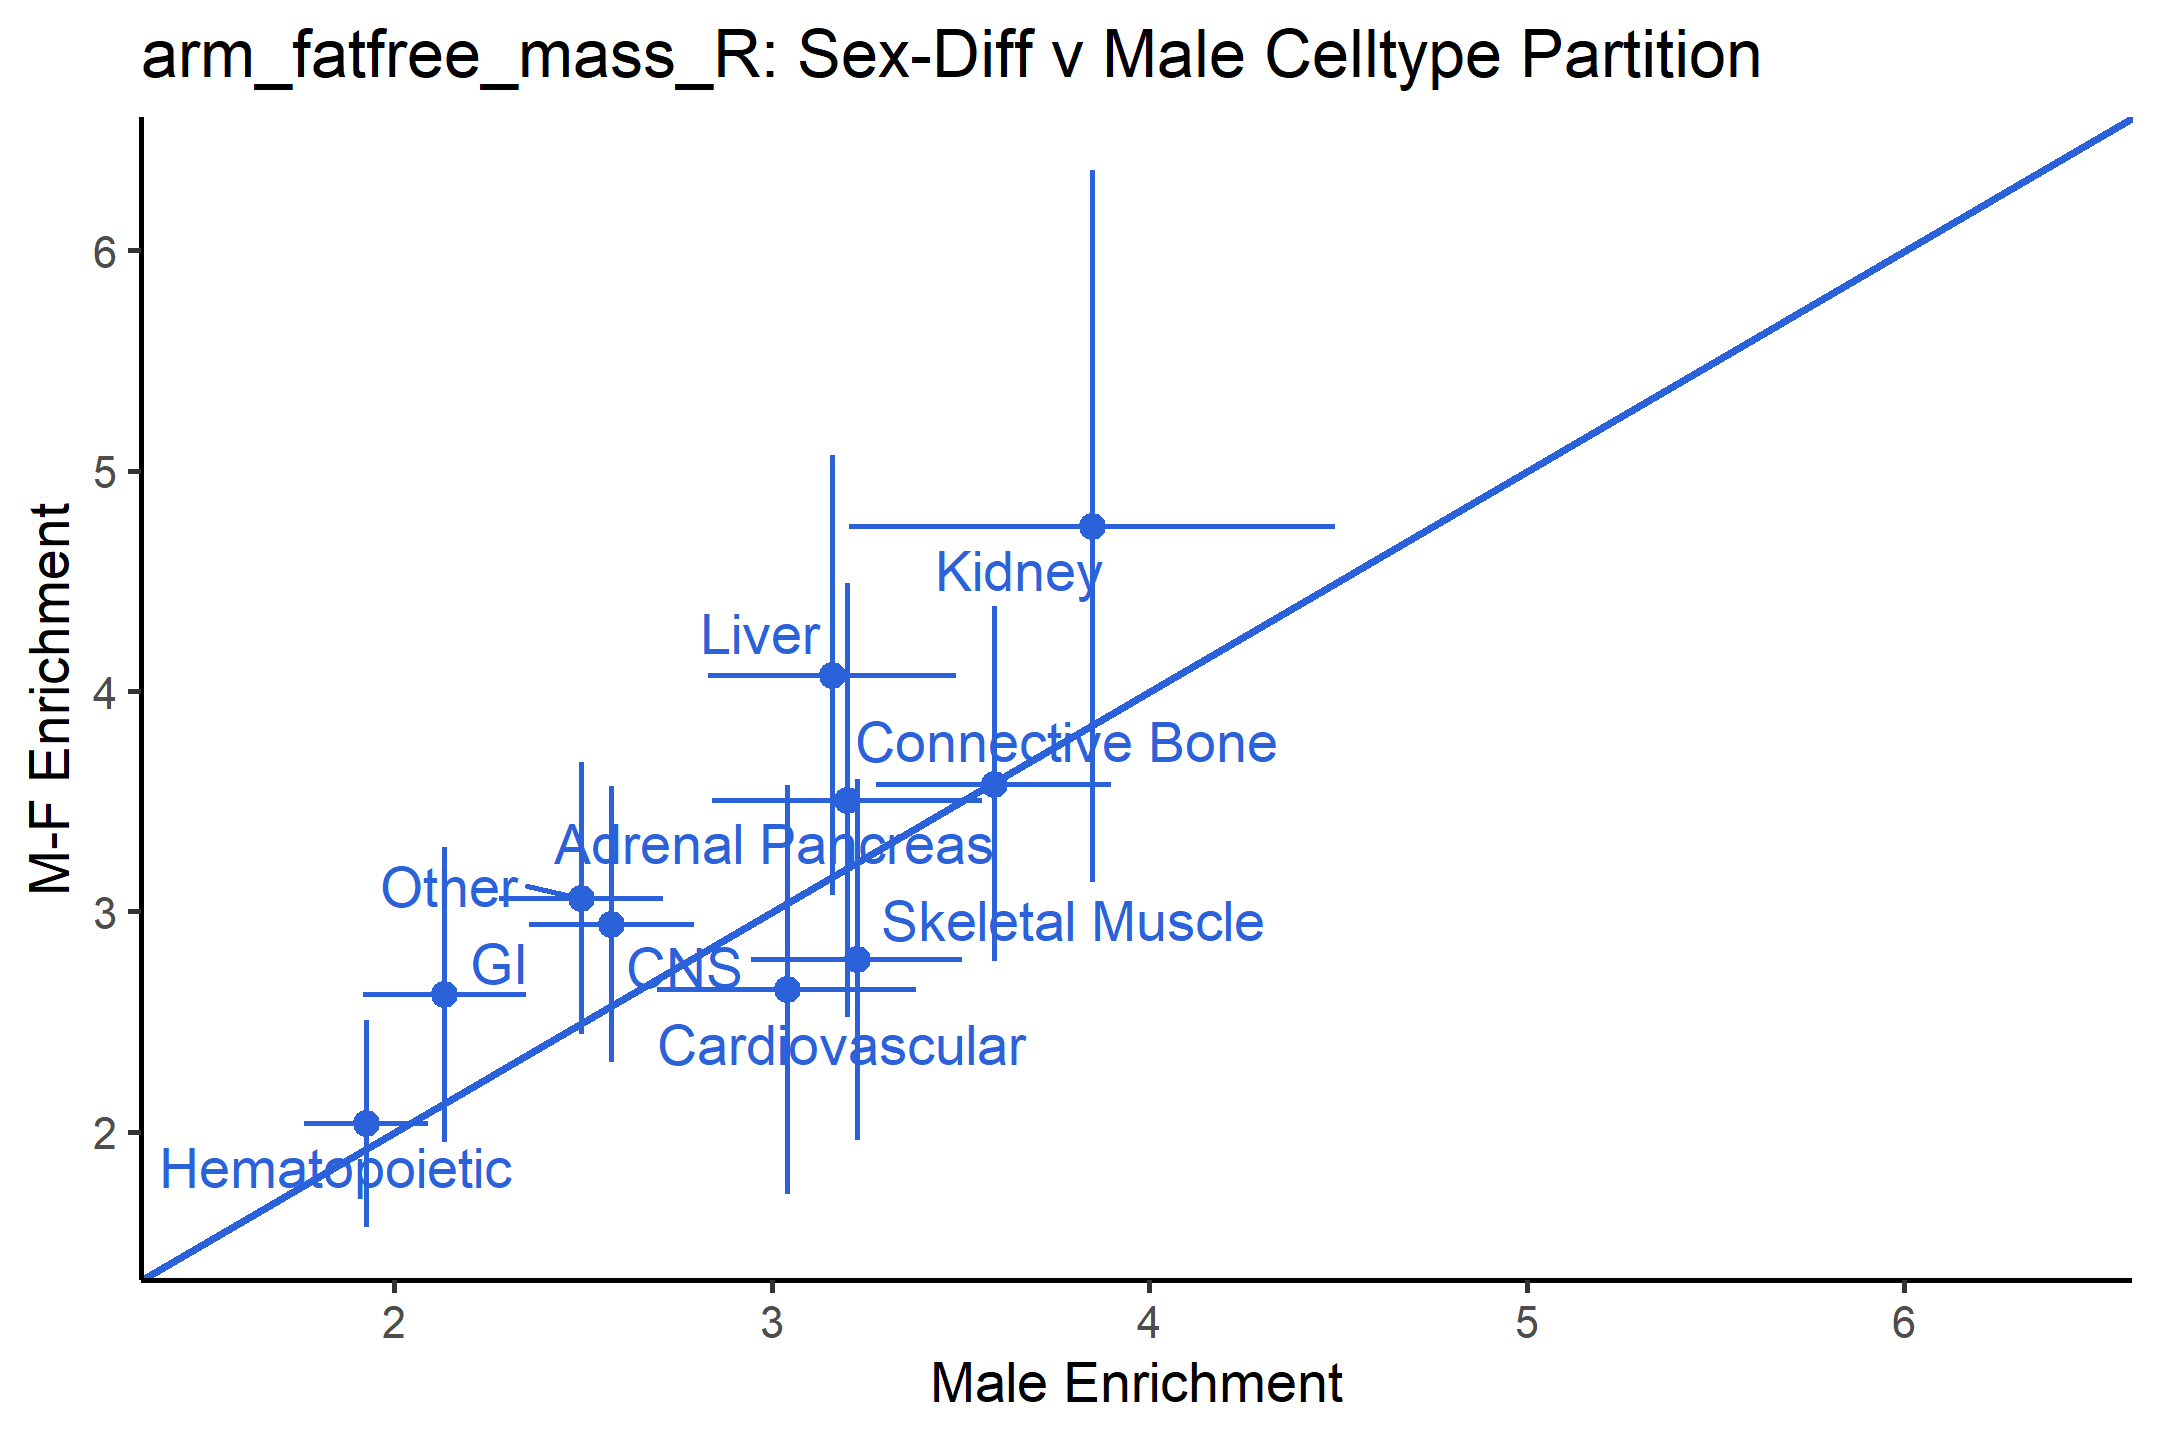 arm_fatfree_mass_R: Sex-Diff v Male Celltype Partition
M-F Enrichment
6
5
4
3
2
Kidney
Liver
Connective Bone
Adrenal Pancreas
Other
Skeletal Muscle
GI
CNS
Cardiovascular
Hematopoietic
2
3
4
5
6
Male Enrichment